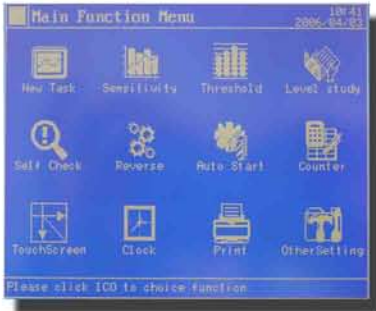 Main Function Menu
10:41
2006/04/03
New Task
Sensitivity
Threshold
Level study
Self Check
Reverse
Auto Start
Counter
TouchScreen
Clock
Print
OtherSetting
Please click ICO to choice function